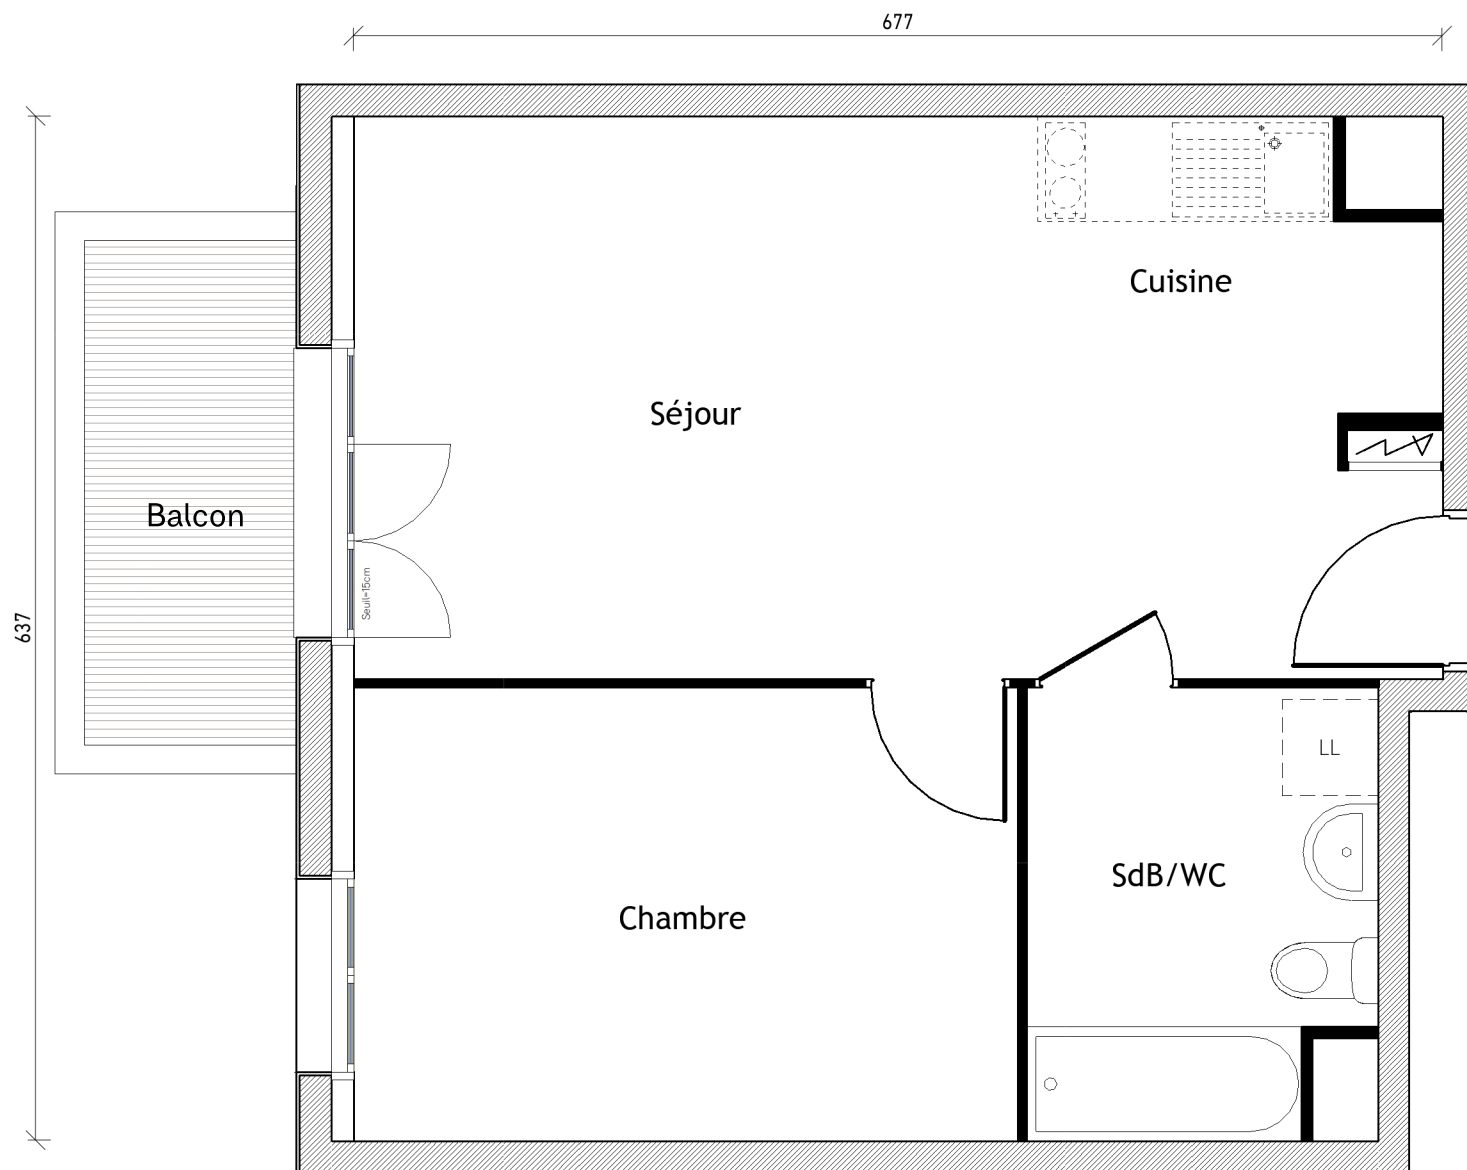 677
Cuisine
Séjour
Balcon
Seuil=15cm
637
LL
SdB/WC
Chambre